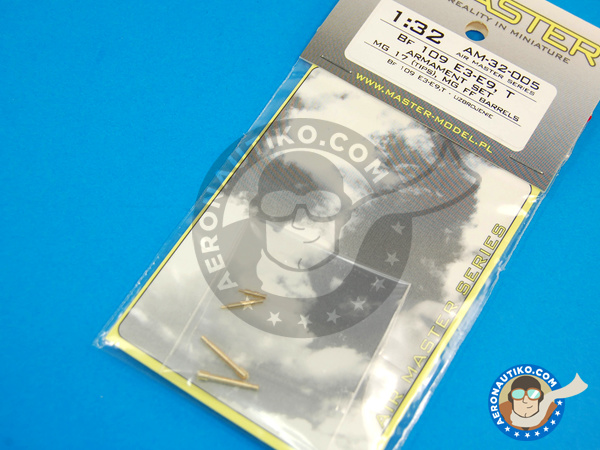 MASTER
REALITY IN MINIATURE
1:32
AM-32-005
AIR MASTER SERIES
BF 109 E3-E9, T
ARMAMENT SET
MG 17 (TIPS), MG FF BARRELS
BF 109 E3-E9,T - UZBROJENIE
WWW.MASTER-MODEL.PL
AERONAUTIKO.COM
AIR MASTER SERIES
AERONAUTIKO.COM